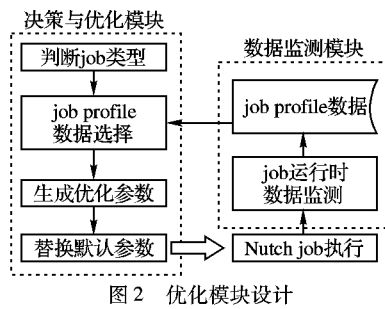 决策与优化模块
判断job类型
job profile
数据选择
生成优化参数
替换默认参数
数据监测模块
job profile数据
job运行时
数据监测
Nutch job执行
图 2 优化模块设计